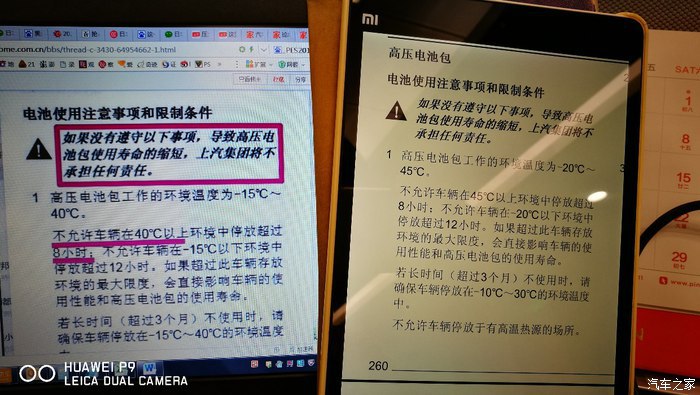 ome.com.cn/bbs/thread-c-3430-64954662-1.html
只看楼主
电池使用注意事项和限制条件
如果没有遵守以下事项，导致高压电
池包使用寿命的缩短，上汽集团将不
承担任何责任。
1 高压电池包工作的环境温度为-15℃～
40℃。
不允许车辆在40℃以上环境中停放超过
8小时；不允许车辆在-15℃以下环境中
停放超过12小时。如果超过此车辆存放
环境的最大限度，会直接影响车辆的使
用性能和高压电池包的使用寿命。
若长时间（超过3个月）不使用时，请
确保车辆停放在-15℃～40℃的环境温度
中。
HUAWEI P9
LEICA DUAL CAMERA
MI
高压电池包
电池使用注意事项和限制条件
如果没有遵守以下事项，导致高压电
池包使用寿命的缩短，上汽集团将不
承担任何责任。
1 高压电池包工作的环境温度为-20℃～
45℃。
不允许车辆在45℃以上环境中停放超过
8小时；不允许车辆在-20℃以下环境中
停放超过12小时。如果超过此车辆存放
环境的最大限度，会直接影响车辆的使
用性能和高压电池包的使用寿命。
若长时间（超过3个月）不使用时，请
确保车辆停放在-10℃～30℃的环境温度
中。
不允许车辆停放于有高温热源的场所。
260
五
SAT
1
初八
8
十五
15
29
初七
www.pin
汽车之家